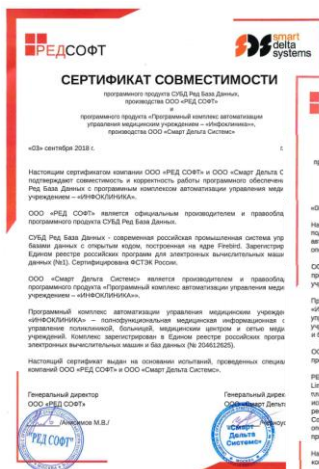 РЕДСОФТ
SDS smart
delta
systems
СЕРТИФИКАТ СОВМЕСТИМОСТИ
программного продукта СУБД Ред База Данных,
производства ООО «РЕД СОФТ»
и
программного продукта «Программный комплекс автоматизации
управления медицинским учреждением – «Инфоклиника»»,
производства ООО «Смарт Дельта Системс»
«03» сентября 2018 г.
Настоящим сертификатом компании ООО «РЕД СОФТ» и ООО «Смарт Дельта С
подтверждают совместимость и корректность работы программного обеспечен
Ред База Данных с программным комплексом автоматизации управления меди
учреждением – «ИНФОКЛИНИКА».
ООО «РЕД СОФТ» является официальным производителем и правообла
программного продукта СУБД Ред База Данных.
СУБД Ред База Данных - современная российская промышленная система упр
базами данных с открытым кодом, построенная на ядре Firebird. Зарегистрир
Едином реестре российских программ для электронных вычислительных маши
данных (№1). Сертифицирована ФСТЭК России.
ООО «Смарт Дельта Системс» является производителем и правооблад
программного продукта «Программный комплекс автоматизации управления меди
учреждением – «ИНФОКЛИНИКА»».
Программный комплекс автоматизации управления медицинским учрежде
«ИНФОКЛИНИКА» – полнофункциональная медицинская информационная с
управление поликлиникой, больницей, медицинским центром и сетью меди
учреждений. Комплекс зарегистрирован в Едином реестре российских програ
электронных вычислительных машин и баз данных (№ 204612625).
Настоящий сертификат выдан на основании испытаний, проведенных специа
компаний ООО «РЕД СОФТ» и ООО «Смарт Дельта Системс».
Генеральный директор
ООО «РЕД СОФТ»
Генеральный дирек
ООО «Смарт Дельт
Анисимов М.В./
"РЕД СОФТ"
«Смарт
Дельта
Системс»